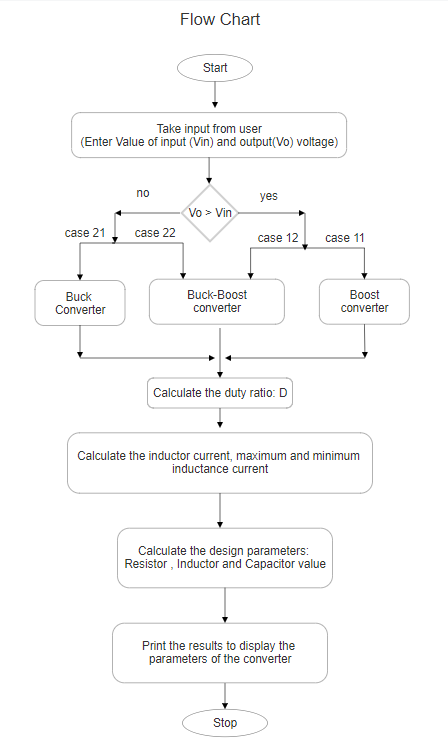 Flow Chart
Start
Take input from user
(Enter Value of input (Vin) and output(Vo) voltage)
no
yes
Vo > Vin
case 21
case 22
case 12
case 11
Buck
Converter
Buck-Boost
converter
Boost
converter
Calculate the duty ratio: D
Calculate the inductor current, maximum and minimum
inductance current
Calculate the design parameters:
Resistor , Inductor and Capacitor value
Print the results to display the
parameters of the converter
Stop